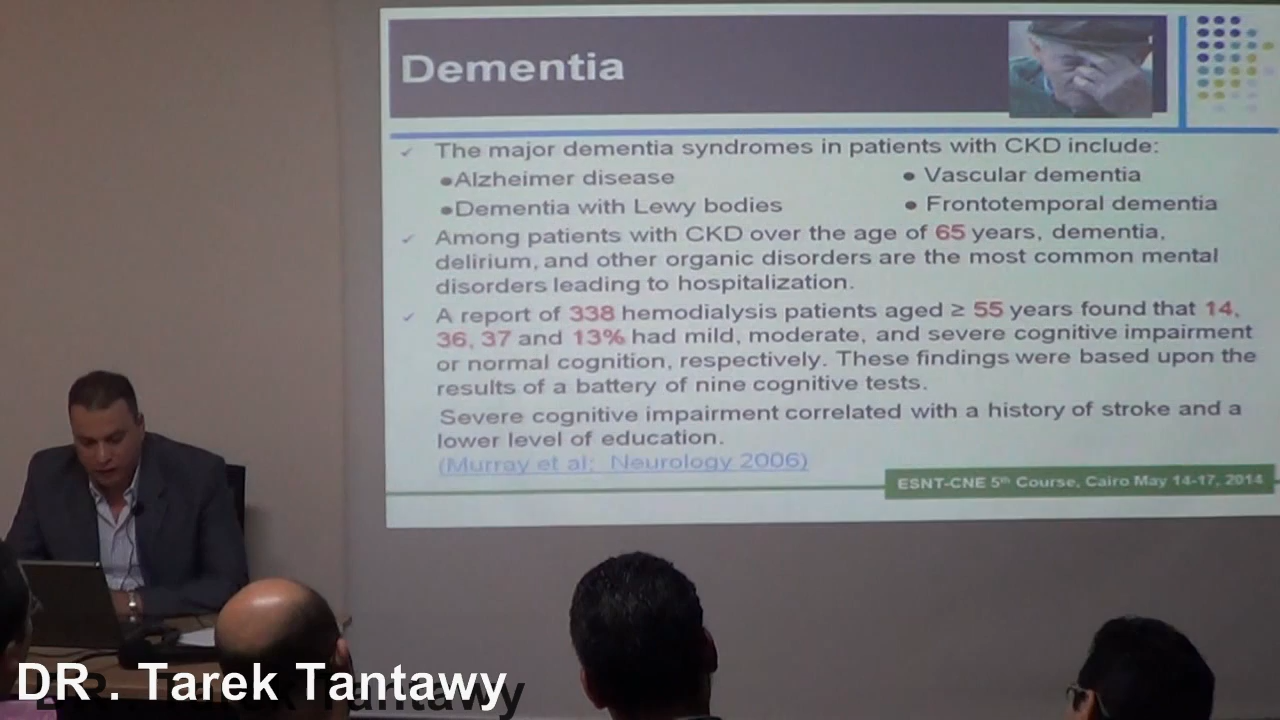 Dementia
✓ The major dementia syndromes in patients with CKD include:
●Alzheimer disease ● Vascular dementia
●Dementia with Lewy bodies ● Frontotemporal dementia
✓ Among patients with CKD over the age of 65 years, dementia,
delirium, and other organic disorders are the most common mental
disorders leading to hospitalization.
✓ A report of 338 hemodialysis patients aged ≥ 55 years found that 14,
36, 37 and 13% had mild, moderate, and severe cognitive impairment
or normal cognition, respectively. These findings were based upon the
results of a battery of nine cognitive tests.
Severe cognitive impairment correlated with a history of stroke and a
lower level of education.
(Murray et al; Neurology 2006)
ESNT-CNE 5th Course, Cairo May 14-17, 2014
DR . Tarek Tantawy